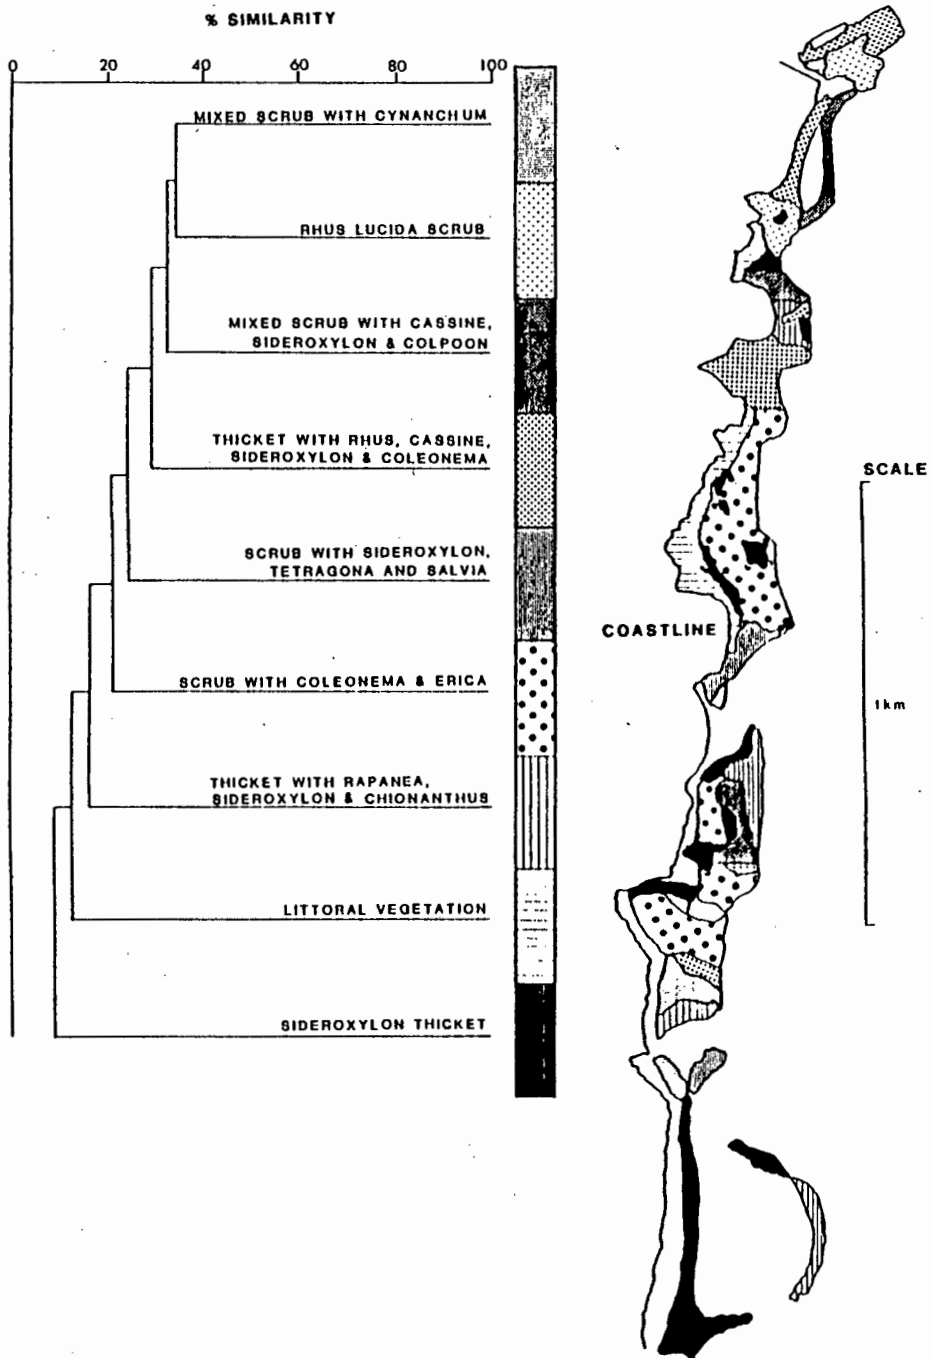 % SIMILARITY
0 20 40 60 80 100
MIXED SCRUB WITH CYNANCHUM
RHUS LUCIDA SCRUB
MIXED SCRUB WITH CASSINE,
SIDEROXYLON & COLPOON
THICKET WITH RHUS, CASSINE,
SIDEROXYLON & COLEONEMA
SCRUB WITH SIDEROXYLON,
TETRAGONA AND SALVIA
SCRUB WITH COLEONEMA & ERICA
THICKET WITH RAPANEA,
SIDEROXYLON & CHIONANTHUS
LITTORAL VEGETATION
SIDEROXYLON THICKET
COASTLINE
SCALE
1km